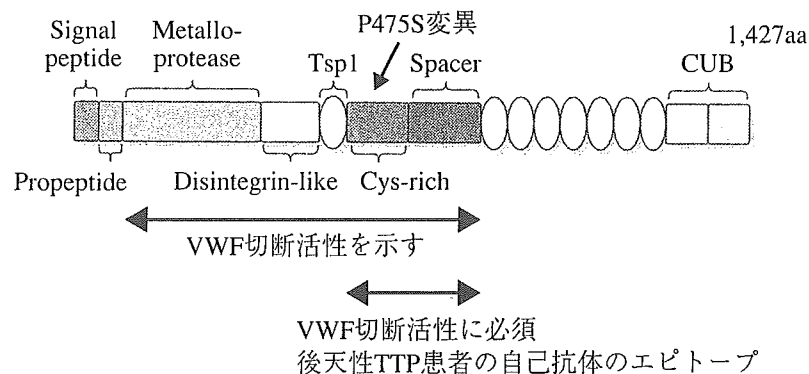 P475S変異
Signal
peptide
Metallo-
protease
Tsp1
Spacer
1,427aa
CUB
Propeptide
Disintegrin-like
Cys-rich
VWF切断活性を示す
VWF切断活性に必須
後天性TTP患者の自己抗体のエピトープ